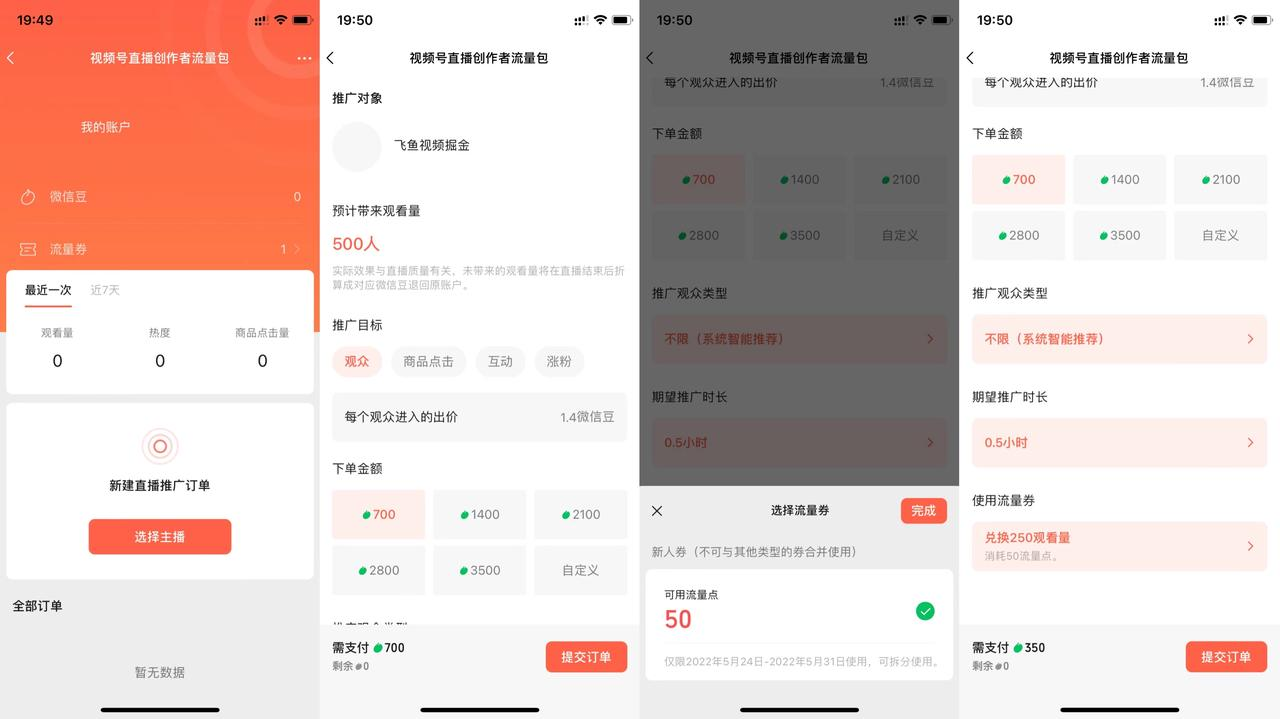 19:49
视频号直播创作者流量包
我的账户
微信豆 0
流量券 1
最近一次 近7天
观看量 热度 商品点击量
0 0 0
新建直播推广订单
选择主播
全部订单
暂无数据
19:50
视频号直播创作者流量包
推广对象
飞鱼视频掘金
预计带来观看量
500人
实际效果与直播质量有关，未带来的观看量将在直播结束后折
算成对应微信豆退回原账户。
推广目标
观众 商品点击 互动 涨粉
每个观众进入的出价 1.4微信豆
下单金额
700 1400 2100
2800 3500 自定义
推广观众类型
需支付 700
剩余 0
提交订单
19:50
视频号直播创作者流量包
每个观众进入的出价 1.4微信豆
下单金额
700 1400 2100
2800 3500 自定义
推广观众类型
不限（系统智能推荐）
期望推广时长
0.5小时
选择流量券 完成
新人券（不可与其他类型的券合并使用）
可用流量点
50
仅限2022年5月24日-2022年5月31日使用，可拆分使用。
19:50
视频号直播创作者流量包
每个观众进入的出价 1.4微信豆
下单金额
700 1400 2100
2800 3500 自定义
推广观众类型
不限（系统智能推荐）
期望推广时长
0.5小时
使用流量券
兑换250观看量
消耗50流量点。
需支付 350
剩余 0
提交订单